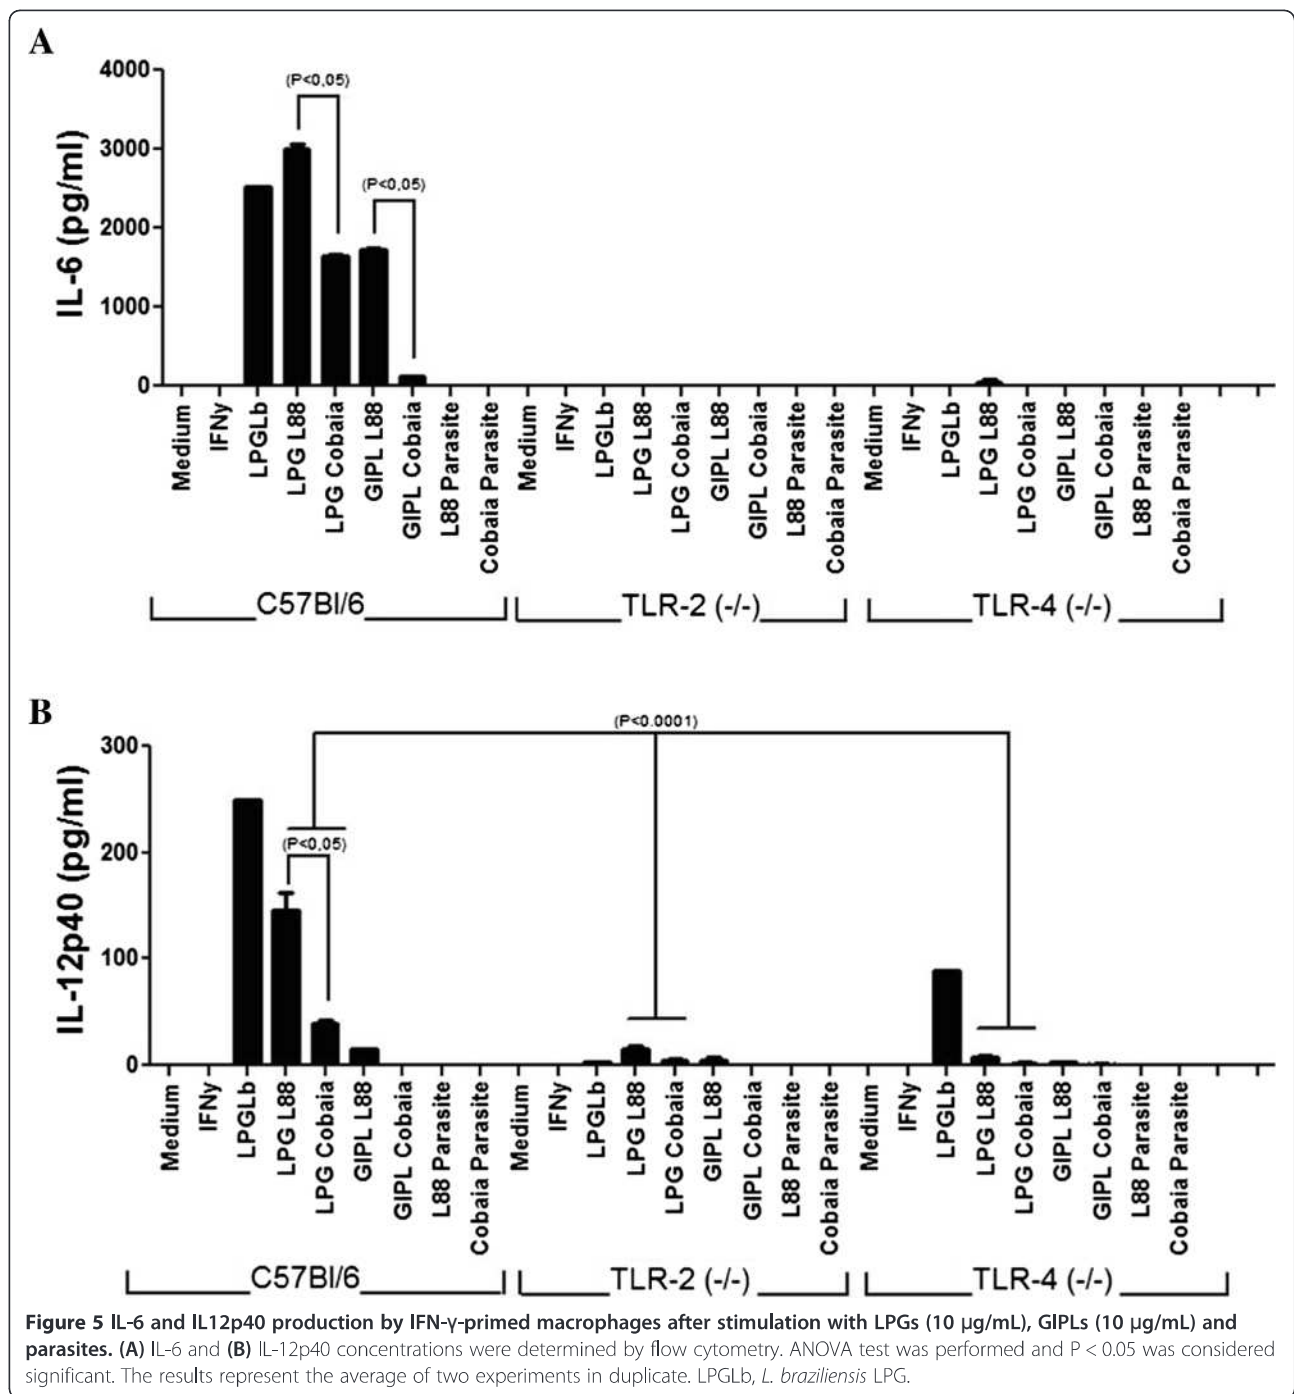 A
4000
3000
2000
1000
0
IL-6 (pg/ml)
(P<0,05)
(P<0,05)
Medium
IFNy
LPGLb
LPG L88
LPG Cobaia
GIPL L88
GIPL Cobaia
L88 Parasite
Cobaia Parasite
Medium
IFNy
LPGLb
LPG L88
LPG Cobaia
GIPL L88
GIPL Cobaia
L88 Parasite
Cobaia Parasite
Medium
IFNy
LPGLb
LPG L88
LPG Cobaia
GIPL L88
GIPL Cobaia
L88 Parasite
Cobaia Parasite
C57Bl/6
TLR-2 (-/-)
TLR-4 (-/-)
B
300
200
100
0
IL-12p40 (pg/ml)
(P<0.0001)
(P<0,05)
Medium
IFNy
LPGLb
LPG L88
LPG Cobaia
GIPL L88
GIPL Cobaia
L88 Parasite
Cobaia Parasite
Medium
IFNy
LPGLb
LPG L88
LPG Cobaia
GIPL L88
GIPL Cobaia
L88 Parasite
Cobaia Parasite
Medium
IFNy
LPGLb
LPG L88
LPG Cobaia
GIPL L88
GIPL Cobaia
L88 Parasite
Cobaia Parasite
C57Bl/6
TLR-2 (-/-)
TLR-4 (-/-)
Figure 5 IL-6 and IL12p40 production by IFN-γ-primed macrophages after stimulation with LPGs (10 μg/mL), GIPLs (10 μg/mL) and
parasites. (A) IL-6 and (B) IL-12p40 concentrations were determined by flow cytometry. ANOVA test was performed and P < 0.05 was considered
significant. The results represent the average of two experiments in duplicate. LPGLb, L. braziliensis LPG.